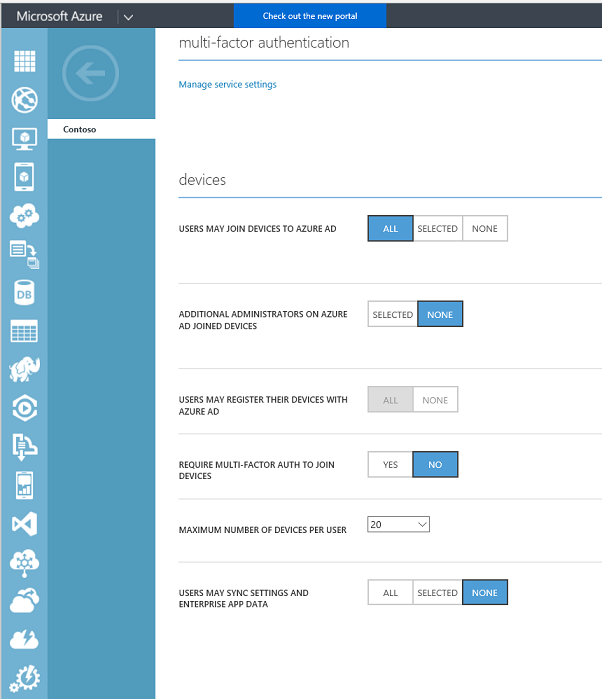 Microsoft Azure
Check out the new portal
multi-factor authentication
Manage service settings
Contoso
devices
USERS MAY JOIN DEVICES TO AZURE AD
ALL SELECTED NONE
ADDITIONAL ADMINISTRATORS ON AZURE
AD JOINED DEVICES
SELECTED NONE
USERS MAY REGISTER THEIR DEVICES WITH
AZURE AD
ALL NONE
REQUIRE MULTI-FACTOR AUTH TO JOIN
DEVICES
YES NO
MAXIMUM NUMBER OF DEVICES PER USER
20
USERS MAY SYNC SETTINGS AND
ENTERPRISE APP DATA
ALL SELECTED NONE
DB